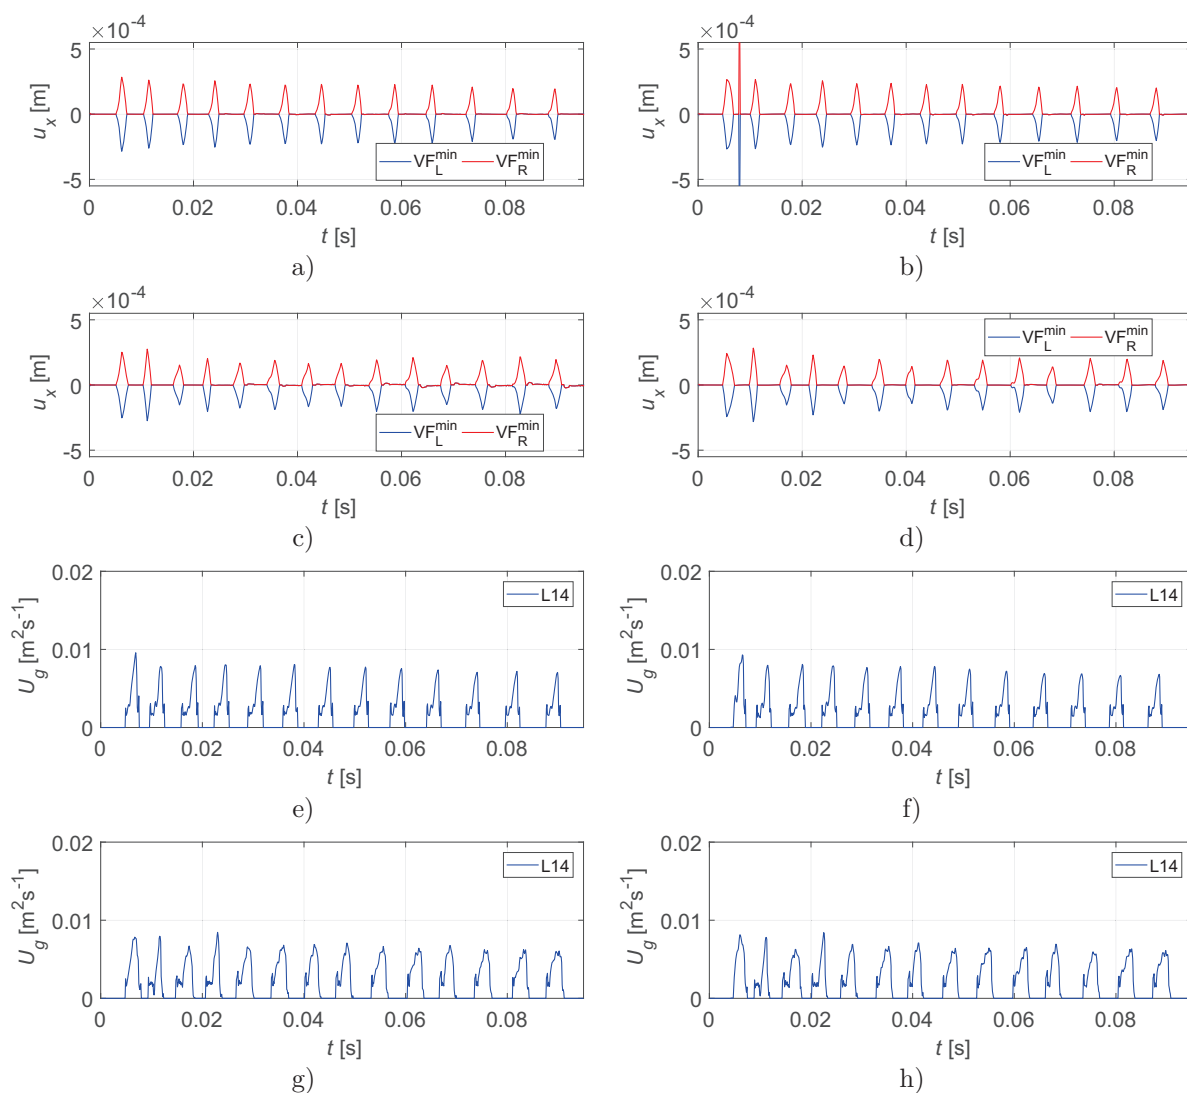 ×10⁻⁴ ×10⁻⁴
5 5
u_x [m] 0 u_x [m] 0
VF_L^min VF_R^min VF_L^min VF_R^min
-5 -5
0 0.02 0.04 0.06 0.08 0 0.02 0.04 0.06 0.08
t [s] t [s]
a) b)
×10⁻⁴ ×10⁻⁴
5 VF_L^min VF_R^min 5
u_x [m] 0 u_x [m] 0
VF_L^min VF_R^min
-5 -5
0 0.02 0.04 0.06 0.08 0 0.02 0.04 0.06 0.08
t [s] t [s]
c) d)
0.02 L14 0.02 L14
U_g [m²s⁻¹] 0.01 U_g [m²s⁻¹] 0.01
0 0
0 0.02 0.04 0.06 0.08 0 0.02 0.04 0.06 0.08
t [s] t [s]
e) f)
0.02 L14 0.02 L14
U_g [m²s⁻¹] 0.01 U_g [m²s⁻¹] 0.01
0 0
0 0.02 0.04 0.06 0.08 0 0.02 0.04 0.06 0.08
t [s] t [s]
g) h)